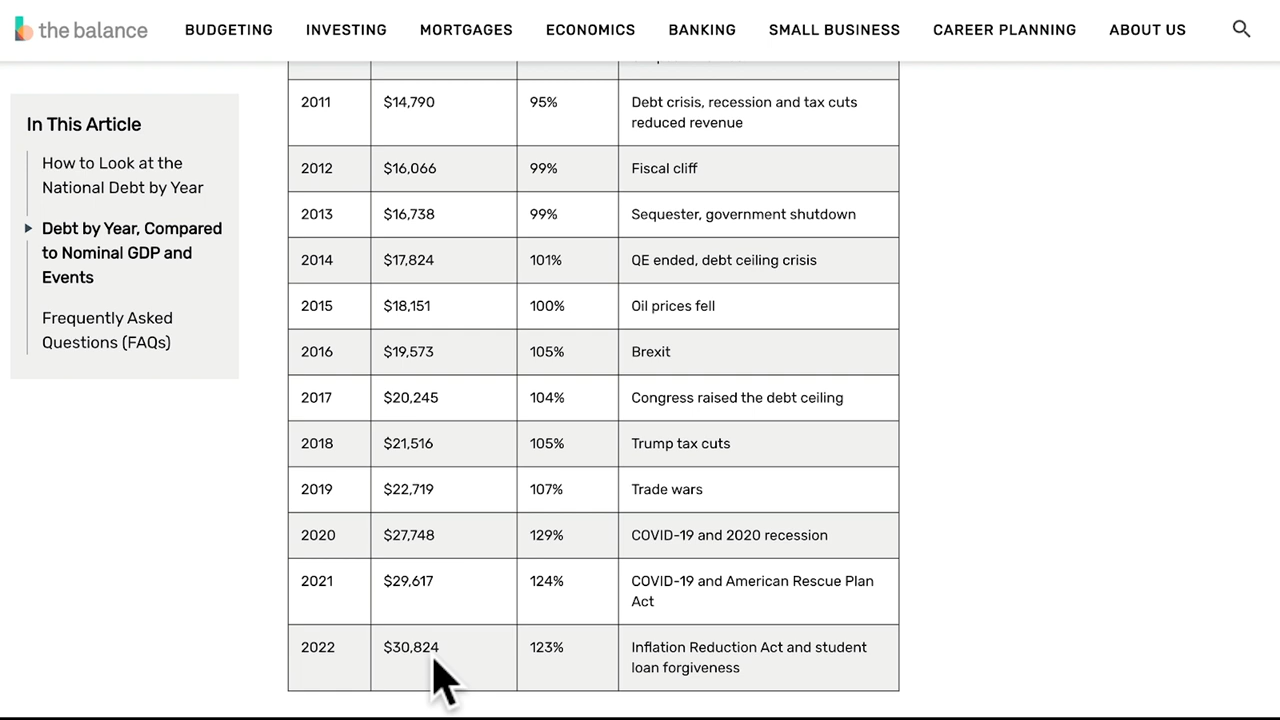 the balance BUDGETING INVESTING MORTGAGES ECONOMICS BANKING SMALL BUSINESS CAREER PLANNING ABOUT US
In This Article
How to Look at the
National Debt by Year
Debt by Year, Compared
to Nominal GDP and
Events
Frequently Asked
Questions (FAQs)
2011 $14,790 95% Debt crisis, recession and tax cuts
reduced revenue
2012 $16,066 99% Fiscal cliff
2013 $16,738 99% Sequester, government shutdown
2014 $17,824 101% QE ended, debt ceiling crisis
2015 $18,151 100% Oil prices fell
2016 $19,573 105% Brexit
2017 $20,245 104% Congress raised the debt ceiling
2018 $21,516 105% Trump tax cuts
2019 $22,719 107% Trade wars
2020 $27,748 129% COVID-19 and 2020 recession
2021 $29,617 124% COVID-19 and American Rescue Plan
Act
2022 $30,824 123% Inflation Reduction Act and student
loan forgiveness